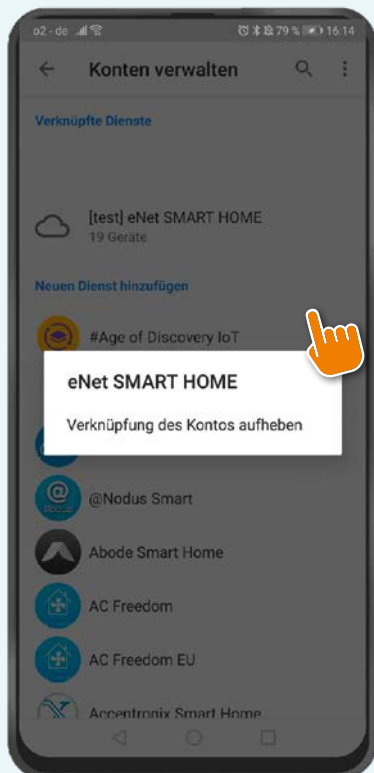 o2 - de 79 % 16:14
Konten verwalten
Verknüpfte Dienste
[test] eNet SMART HOME
19 Geräte
Neuen Dienst hinzufügen
#Age of Discovery IoT
eNet SMART HOME
Verknüpfung des Kontos aufheben
@Nodus Smart
Abode Smart Home
AC Freedom
AC Freedom EU
Accentronix Smart Home